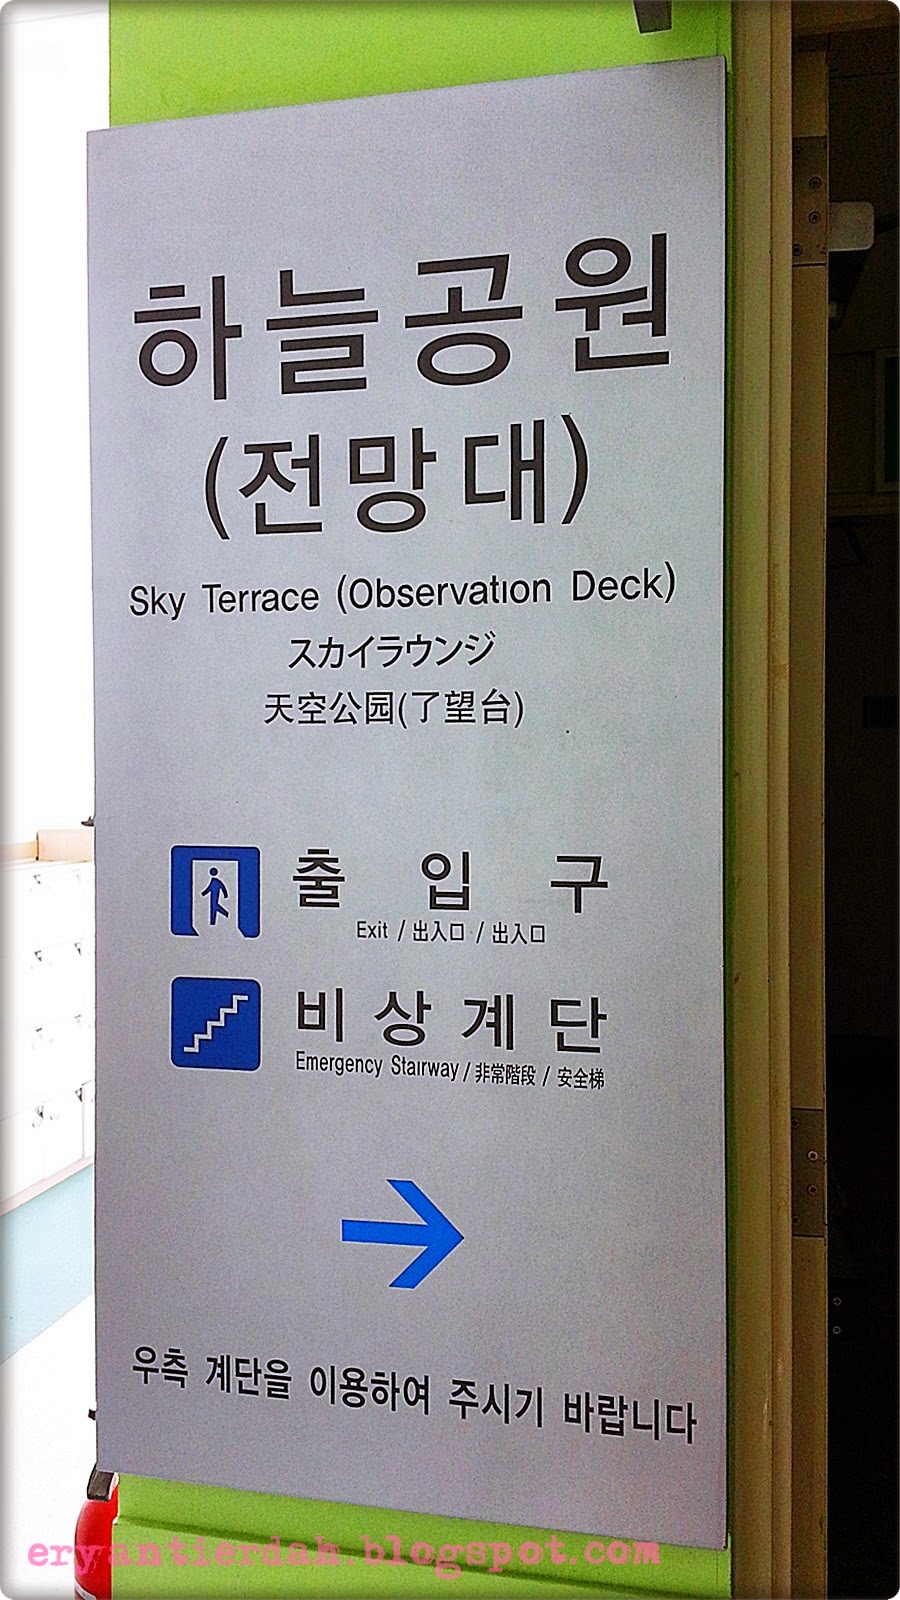 하늘공원
(전망대)
Sky Terrace (Observation Deck)
スカイラウンジ
天空公园(了望台)
출 입 구
Exit / 出入口 / 出入口
비 상 계 단
Emergency Stairway / 非常階段 / 安全梯
우측 계단을 이용하여 주시기 바랍니다
eryantierdah.blogspot.com